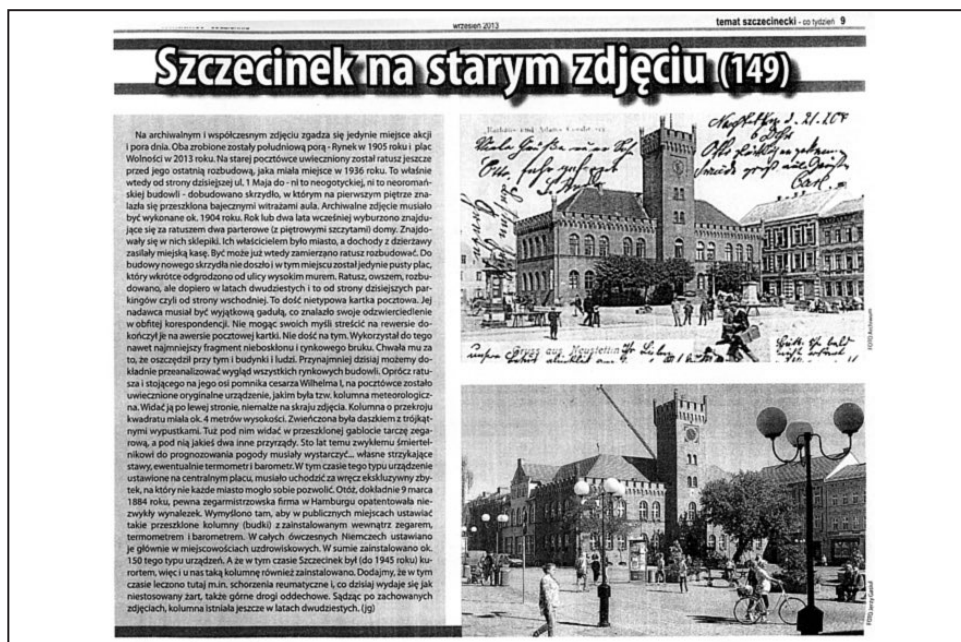 wrzesień 2013
temat szczecinecki - co tydzień 9
Szczecinek na starym zdjęciu (149)
Na archiwalnym i współczesnym zdjęciu zgadza się jedynie miejsce akcji
i pora dnia. Oba zrobione zostały południową porą - Rynek w 1905 roku i plac
Wolności w 2013 roku. Na starej pocztówce uwieczniony został ratusz jeszcze
przed jego ostatnią rozbudową, jaka miała miejsce w 1936 roku. To właśnie
wtedy od strony dzisiejszej ul. 1 Maja do - ni to neogotyckiej, ni to neoromań-
skiej budowli - dobudowano skrzydło, w którym na pierwszym piętrze zna-
lazła się przeszklona bajecznymi witrażami aula. Archiwalne zdjęcie musiało
być wykonane ok. 1904 roku. Rok lub dwa lata wcześniej wyburzono znajdu-
jące się za ratuszem dwa parterowe (z piętrowymi szczytami) domy. Znajdo-
wały się w nich sklepiki. Ich właścicielem było miasto, a dochody z dzierżawy
zasilały miejską kasę. Być może już wtedy zamierzano ratusz rozbudować. Do
budowy nowego skrzydła nie doszło i w tym miejscu został jedynie pusty plac,
który wkrótce odgrodzono od ulicy wysokim murem. Ratusz, owszem, rozbu-
dowano, ale dopiero w latach dwudziestych i to od strony dzisiejszych par-
kingów czyli od strony wschodniej. To dość nietypowa kartka pocztowa. Jej
nadawca musiał być wyjątkową gadułą, co znalazło swoje odzwierciedlenie
w obfitej korespondencji. Nie mogąc swoich myśli streścić na rewersie do-
kończył je na awersie pocztowej kartki. Nie dość na tym. Wykorzystał do tego
nawet najmniejszy fragment nieboskłonu i rynkowego bruku. Chwała mu za
to, że oszczędził przy tym i budynki i ludzi. Przynajmniej dzisiaj możemy do-
kładnie przeanalizować wygląd wszystkich rynkowych budowli. Oprócz ratu-
sza i stojącego na jego osi pomnika cesarza Wilhelma I, na pocztówce zostało
uwiecznione oryginalne urządzenie, jakim była tzw. kolumna meteorologicz-
na. Widać ją po lewej stronie, niemalże na skraju zdjęcia. Kolumna o przekroju
kwadratu miała ok. 4 metrów wysokości. Zwieńczona była daszkiem z trójkąt-
nymi wypustkami. Tuż pod nim widać w przeszklonej gablocie tarczę zega-
rową, a pod nią jakieś dwa inne przyrządy. Sto lat temu zwykłemu śmiertel-
nikowi do prognozowania pogody musiały wystarczyć... własne strzykające
stawy, ewentualnie termometr i barometr. W tym czasie tego typu urządzenie
ustawione na centralnym placu, musiało uchodzić za wręcz ekskluzywny zby-
tek, na który nie każde miasto mogło sobie pozwolić. Otóż, dokładnie 9 marca
1884 roku, pewna zegarmistrzowska firma w Hamburgu opatentowała nie-
zwykły wynalezek. Wymyślono tam, aby w publicznych miejscach ustawiać
takie przeszklone kolumny (budki) z zainstalowanym wewnątrz zegarem,
termometrem i barometrem. W całych ówczesnych Niemczech ustawiano
je głównie w miejscowościach uzdrowiskowych. W sumie zainstalowano ok.
150 tego typu urządzeń. A że w tym czasie Szczecinek był (do 1945 roku) ku-
rortem, więc i u nas taką kolumnę również zainstalowano. Dodajmy, że w tym
czasie leczono tutaj m.in. schorzenia reumatyczne i, co dzisiaj wydaje się jak
niestosowany żart, także górne drogi oddechowe. Sądząc po zachowanych
zdjęciach, kolumna istniała jeszcze w latach dwudziestych. (jg)
Gruss aus Neustettin
FOTO Archiwum
FOTO Jerzy Gasiul